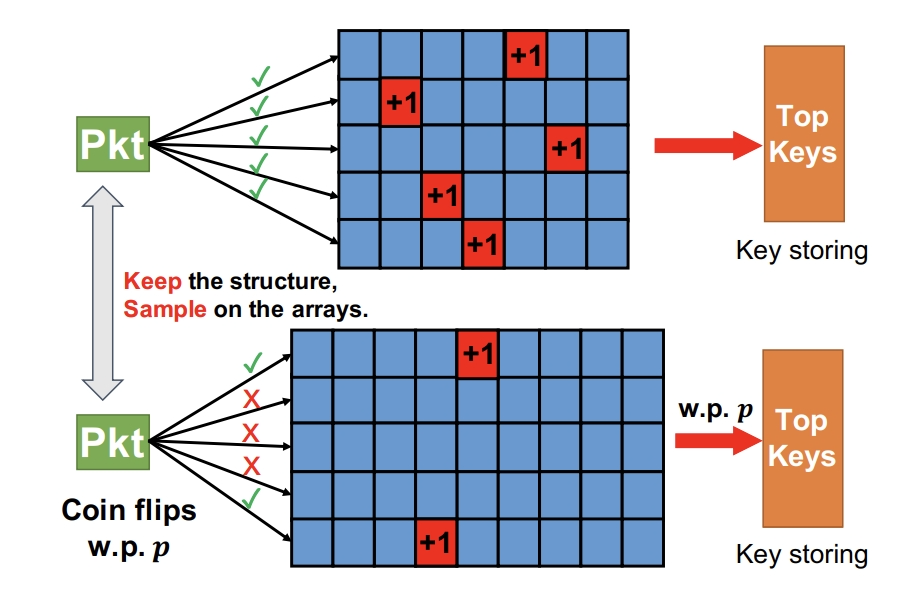 +1
Pkt
+1
Top
Keys
+1
+1
+1
Key storing
Keep the structure,
Sample on the arrays.
+1
X
w.p. p
X
Pkt
Top
Keys
X
Coin flips
w.p. p
+1
Key storing